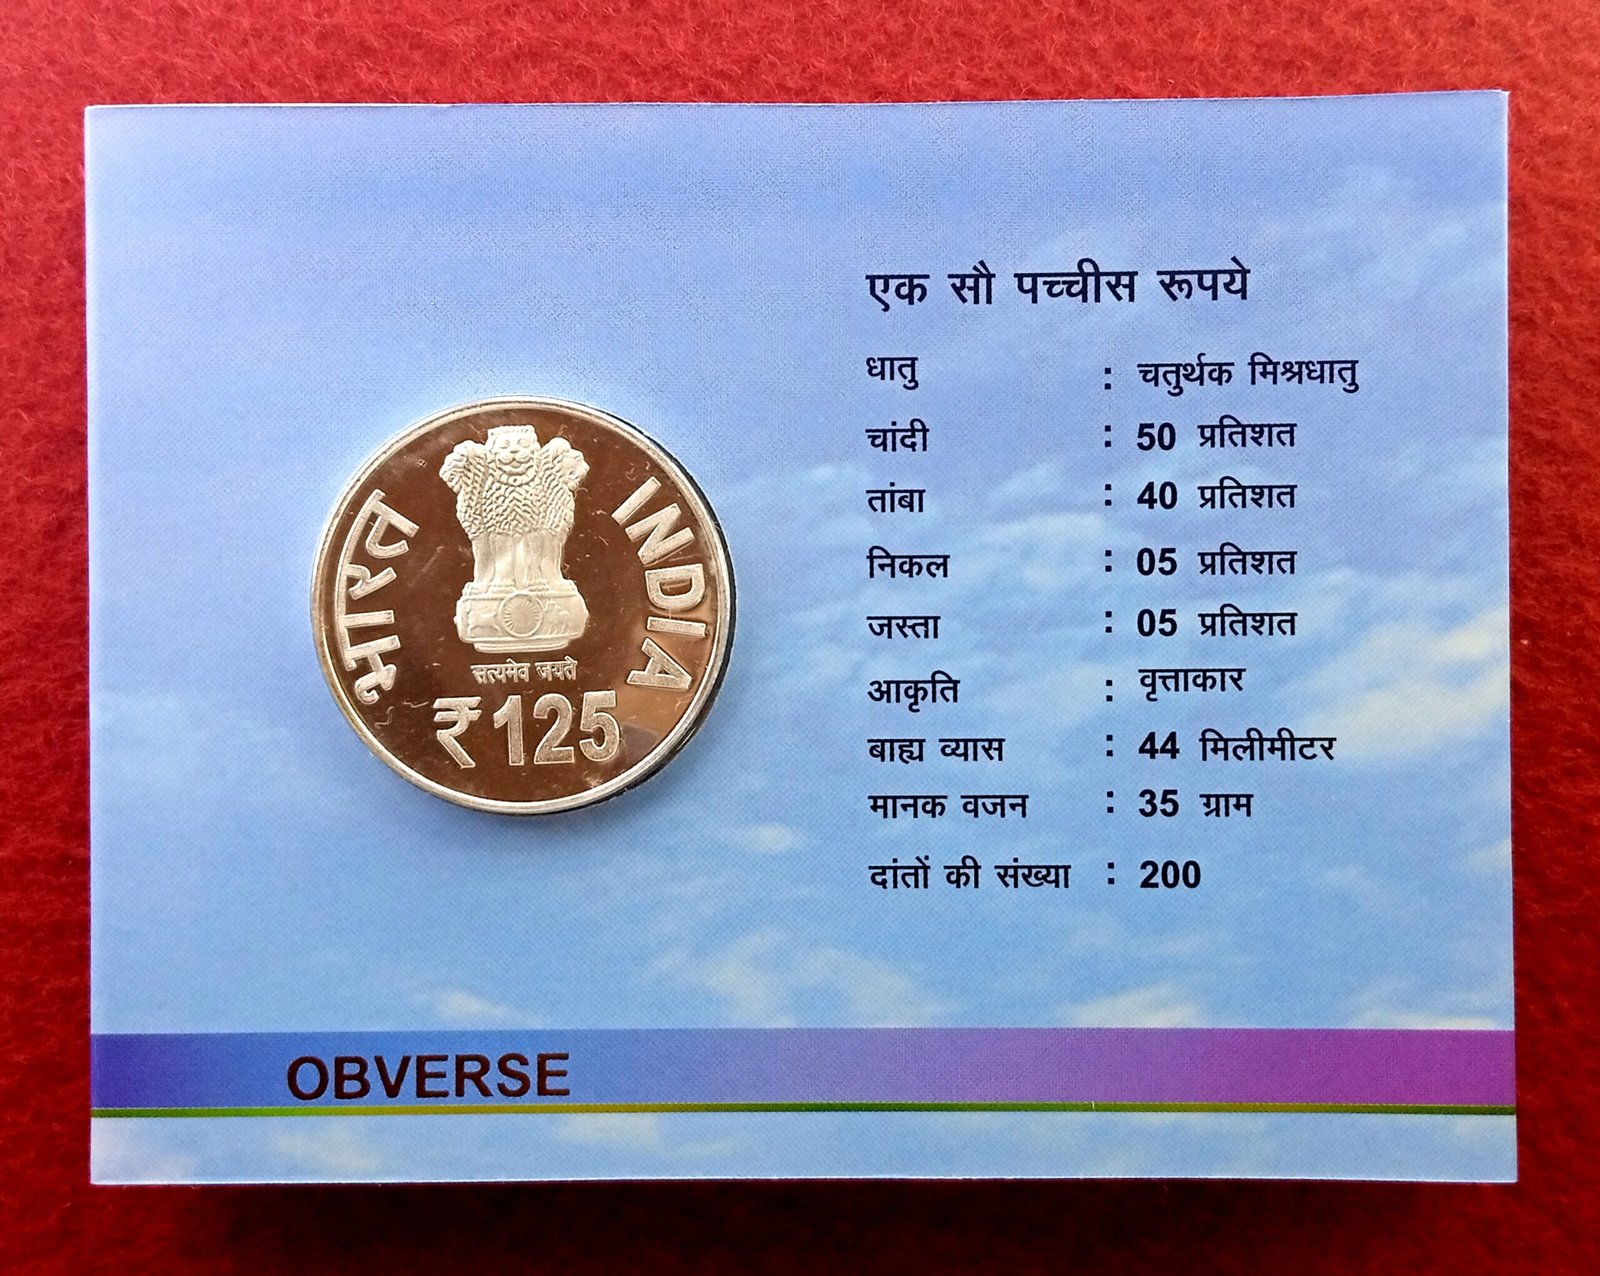 भारत
INDIA
सत्यमेव जयते
₹125
एक सौ पच्चीस रूपये
धातु : चतुर्थक मिश्रधातु
चांदी : 50 प्रतिशत
तांबा : 40 प्रतिशत
निकल : 05 प्रतिशत
जस्ता : 05 प्रतिशत
आकृति : वृत्ताकार
बाह्य व्यास : 44 मिलीमीटर
मानक वजन : 35 ग्राम
दांतों की संख्या : 200
OBVERSE